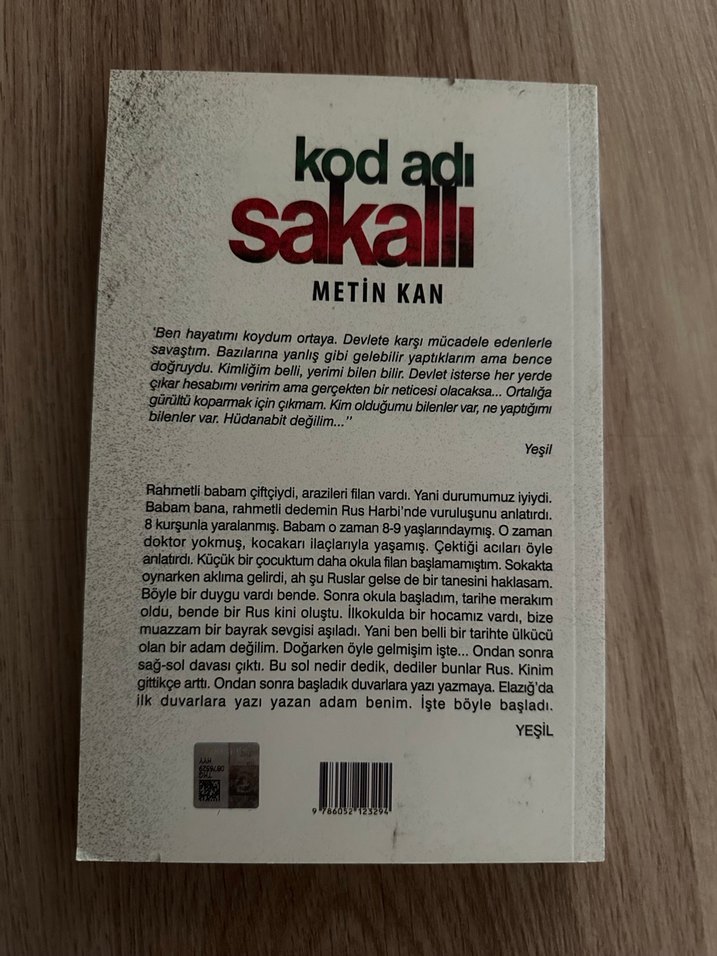 kod adı
sakallı
METİN KAN
'Ben hayatımı koydum ortaya. Devlete karşı mücadele edenlerle
savaştım. Bazılarına yanlış gibi gelebilir yaptıklarım ama bence
doğruydu. Kimliğim belli, yerimi bilen bilir. Devlet isterse her yerde
çıkar hesabımı veririm ama gerçekten bir neticesi olacaksa... Ortalığa
gürültü koparmak için çıkmam. Kim olduğumu bilenler var, ne yaptığımı
bilenler var. Hüdanabit değilim...''
Yeşil
Rahmetli babam çiftçiydi, arazileri filan vardı. Yani durumumuz iyiydi.
Babam bana, rahmetli dedemin Rus Harbi'nde vuruluşunu anlatırdı.
8 kurşunla yaralanmış. Babam o zaman 8-9 yaşlarındaymış. O zaman
doktor yokmuş, kocakarı ilaçlarıyla yaşamış. Çektiği acıları öyle
anlatırdı. Küçük bir çocuktum daha okula filan başlamamıştım. Sokakta
oynarken aklıma gelirdi, ah şu Ruslar gelse de bir tanesini haklasam.
Böyle bir duygu vardı bende. Sonra okula başladım, tarihe merakım
oldu, bende bir Rus kini oluştu. İlkokulda bir hocamız vardı, bize
muazzam bir bayrak sevgisi aşıladı. Yani ben belli bir tarihte ülkücü
olan bir adam değilim. Doğarken öyle gelmişim işte... Ondan sonra
sağ-sol davası çıktı. Bu sol nedir dedik, dediler bunlar Rus. Kinim
gittikçe arttı. Ondan sonra başladık duvarlara yazı yazmaya. Elazığ'da
ilk duvarlara yazı yazan adam benim. İşte böyle başladı.
YEŞİL
THG
0876529
HYY
9 786052 123294